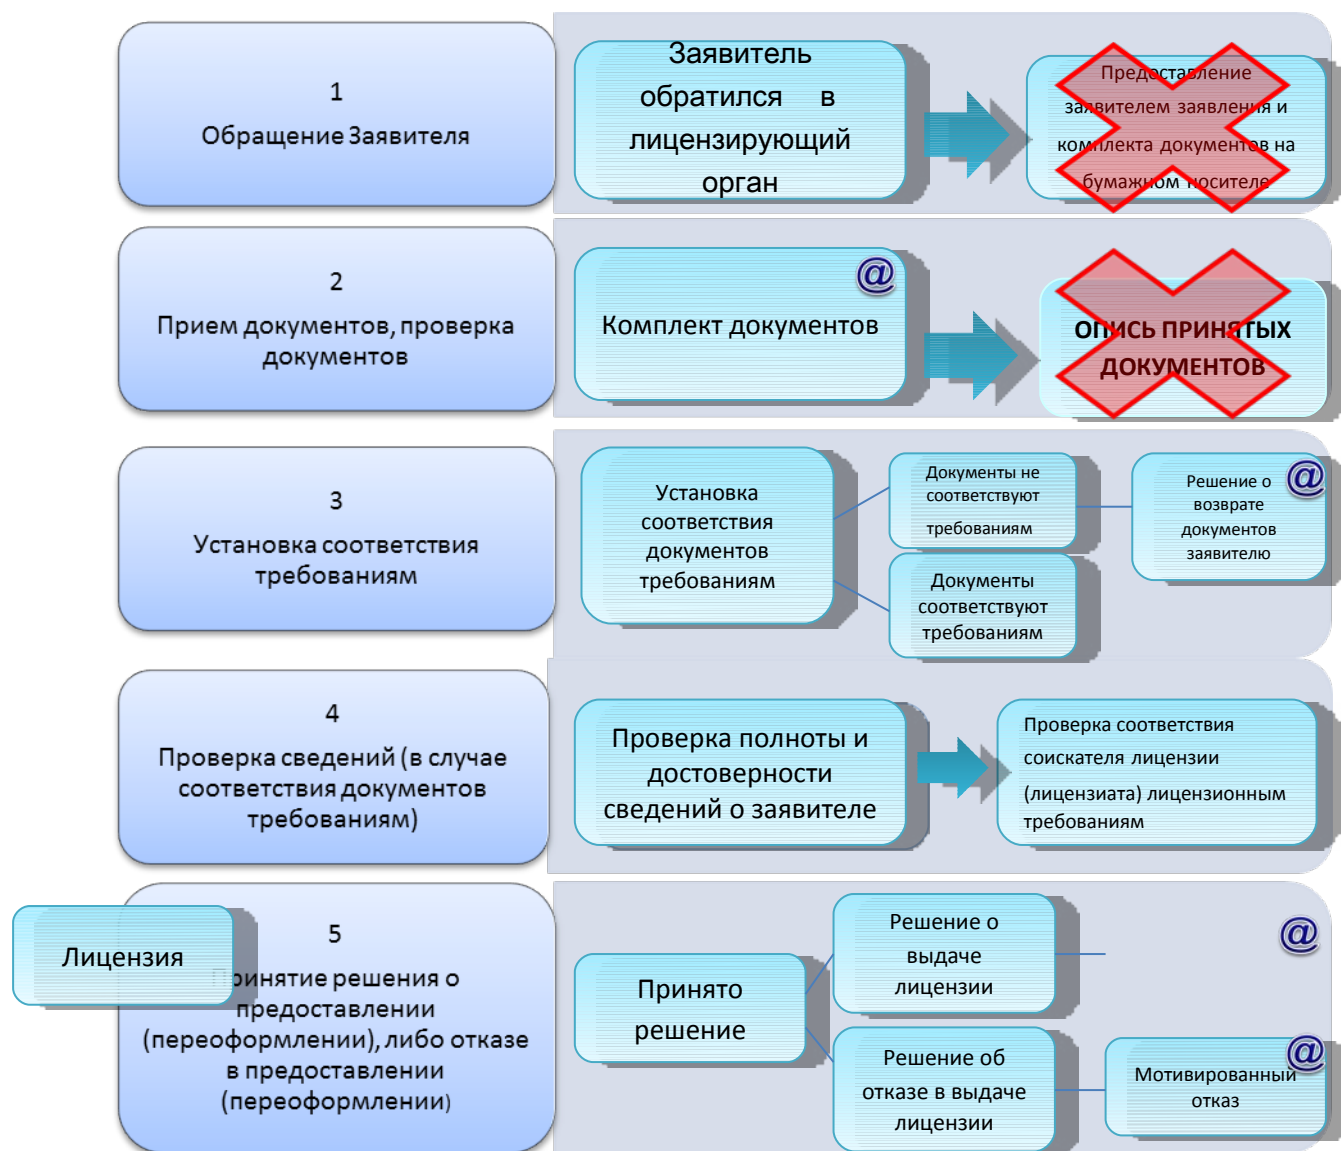 1
Обращение Заявителя
Заявитель
обратился в
лицензирующий
орган
Предоставление
заявителем заявления и
комплекта документов на
бумажном носителе
2
Прием документов, проверка
документов
@
Комплект документов
ОПИСЬ ПРИНЯТЫХ
ДОКУМЕНТОВ
3
Установка соответствия
требованиям
Установка
соответствия
документов
требованиям
Документы не
соответствуют
требованиям
Документы
соответствуют
требованиям
@
Решение о
возврате
документов
заявителю
4
Проверка сведений (в случае
соответствия документов
требованиям)
Проверка полноты и
достоверности
сведений о заявителе
Проверка соответствия
соискателя лицензии
(лицензиата) лицензионным
требованиям
Лицензия
5
Принятие решения о
предоставлении
(переоформлении), либо отказе
в предоставлении
(переоформлении)
Принято
решение
Решение о
выдаче
лицензии
@
Решение об
отказе в выдаче
лицензии
@
Мотивированный
отказ